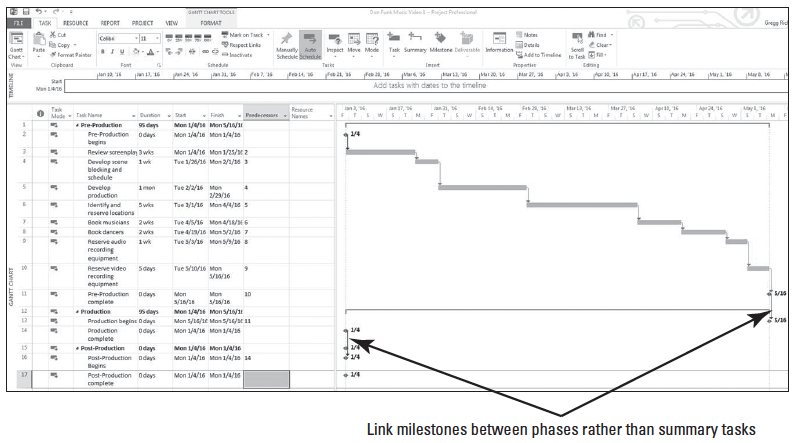 GANTT CHART TOOLS
Gen Funk Music Video 5 - Project Professional
FILE TASK RESOURCE REPORT PROJECT VIEW FORMAT
Gregg Ric
Gantt Chart
Paste
Cut
Copy
Format Painter
Calibri 11
B I U
Mark on Track
Respect Links
Inactivate
Manually Schedule
Auto Schedule
Inspect Move Mode
Task Summary Milestone Deliverable
Information
Notes
Details
Add to Timeline
Scroll to Task
Find
Clear
Fill
View Clipboard Font Schedule Tasks Insert Properties Editing
TIMELINE
Start
Mon 1/4/16
Jan 10, '16 Jan 17, '16 Jan 24, '16 Jan 31, '16 Feb 7, '16 Feb 14, '16 Feb 21, '16 Feb 28, '16 Mar 6, '16 Mar 13, '16 Mar 20, '16 Mar 27, '16 Apr 3, '16 Apr 10, '16 Apr 17, '16 Apr 24, '16 May 1, '16 May 8, '16
Add tasks with dates to the timeline
GANTT CHART
Task Mode Task Name Duration Start Finish Predecessors Resource Names
Jan 3, '16 Jan 17, '16 Jan 31, '16 Feb 14, '16 Feb 28, '16 Mar 13, '16 Mar 27, '16 Apr 10, '16 Apr 24, '16 May 8, '16
1 Pre-Production 95 days Mon 1/4/16 Mon 5/16/16
2 Pre-Production begins 0 days Mon 1/4/16 Mon 1/4/16
1/4
3 Review screenplay 3 wks Mon 1/4/16 Mon 1/25/16 2
4 Develop scene blocking and schedule 1 wk Tue 1/26/16 Mon 2/1/16 3
5 Develop production 1 mon Tue 2/2/16 Mon 2/29/16 4
6 Identify and reserve locations 5 wks Tue 3/1/16 Mon 4/4/16 5
7 Book musicians 2 wks Tue 4/5/16 Mon 4/18/16 6
8 Book dancers 2 wks Tue 4/19/16 Mon 5/2/16 7
9 Reserve audio recording equipment 1 wk Tue 5/3/16 Mon 5/9/16 8
10 Reserve video recording equipment 5 days Tue 5/10/16 Mon 5/16/16 9
11 Pre-Production complete 0 days Mon 5/16/16 Mon 5/16/16 10
5/16
12 Production 95 days Mon 1/4/16 Mon 5/16/16
13 Production begins 0 days Mon 5/16/16 Mon 5/16/16 11
5/16
14 Production complete 0 days Mon 1/4/16 Mon 1/4/16
1/4
15 Post-Production 0 days Mon 1/4/16 Mon 1/4/16
1/4
16 Post-Production Begins 0 days Mon 1/4/16 Mon 1/4/16 14
1/4
17 Post-Production complete 0 days Mon 1/4/16 Mon 1/4/16
1/4
Link milestones between phases rather than summary tasks